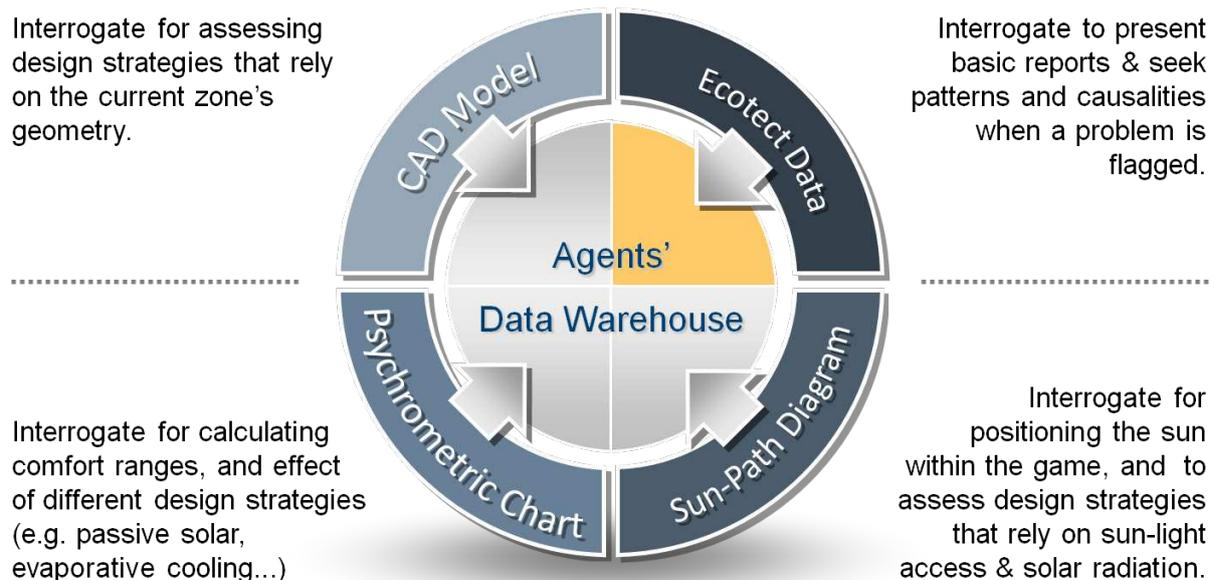 Interrogate for assessing
design strategies that rely
on the current zone's
geometry.
CAD Model
Ecotect Data
Interrogate to present
basic reports & seek
patterns and causalities
when a problem is
flagged.
Agents'
Data Warehouse
Interrogate for calculating
comfort ranges, and effect
of different design strategies
(e.g. passive solar,
evaporative cooling...)
Psychrometric Chart
Sun-Path Diagram
Interrogate for
positioning the sun
within the game, and to
assess design strategies
that rely on sun-light
access & solar radiation.